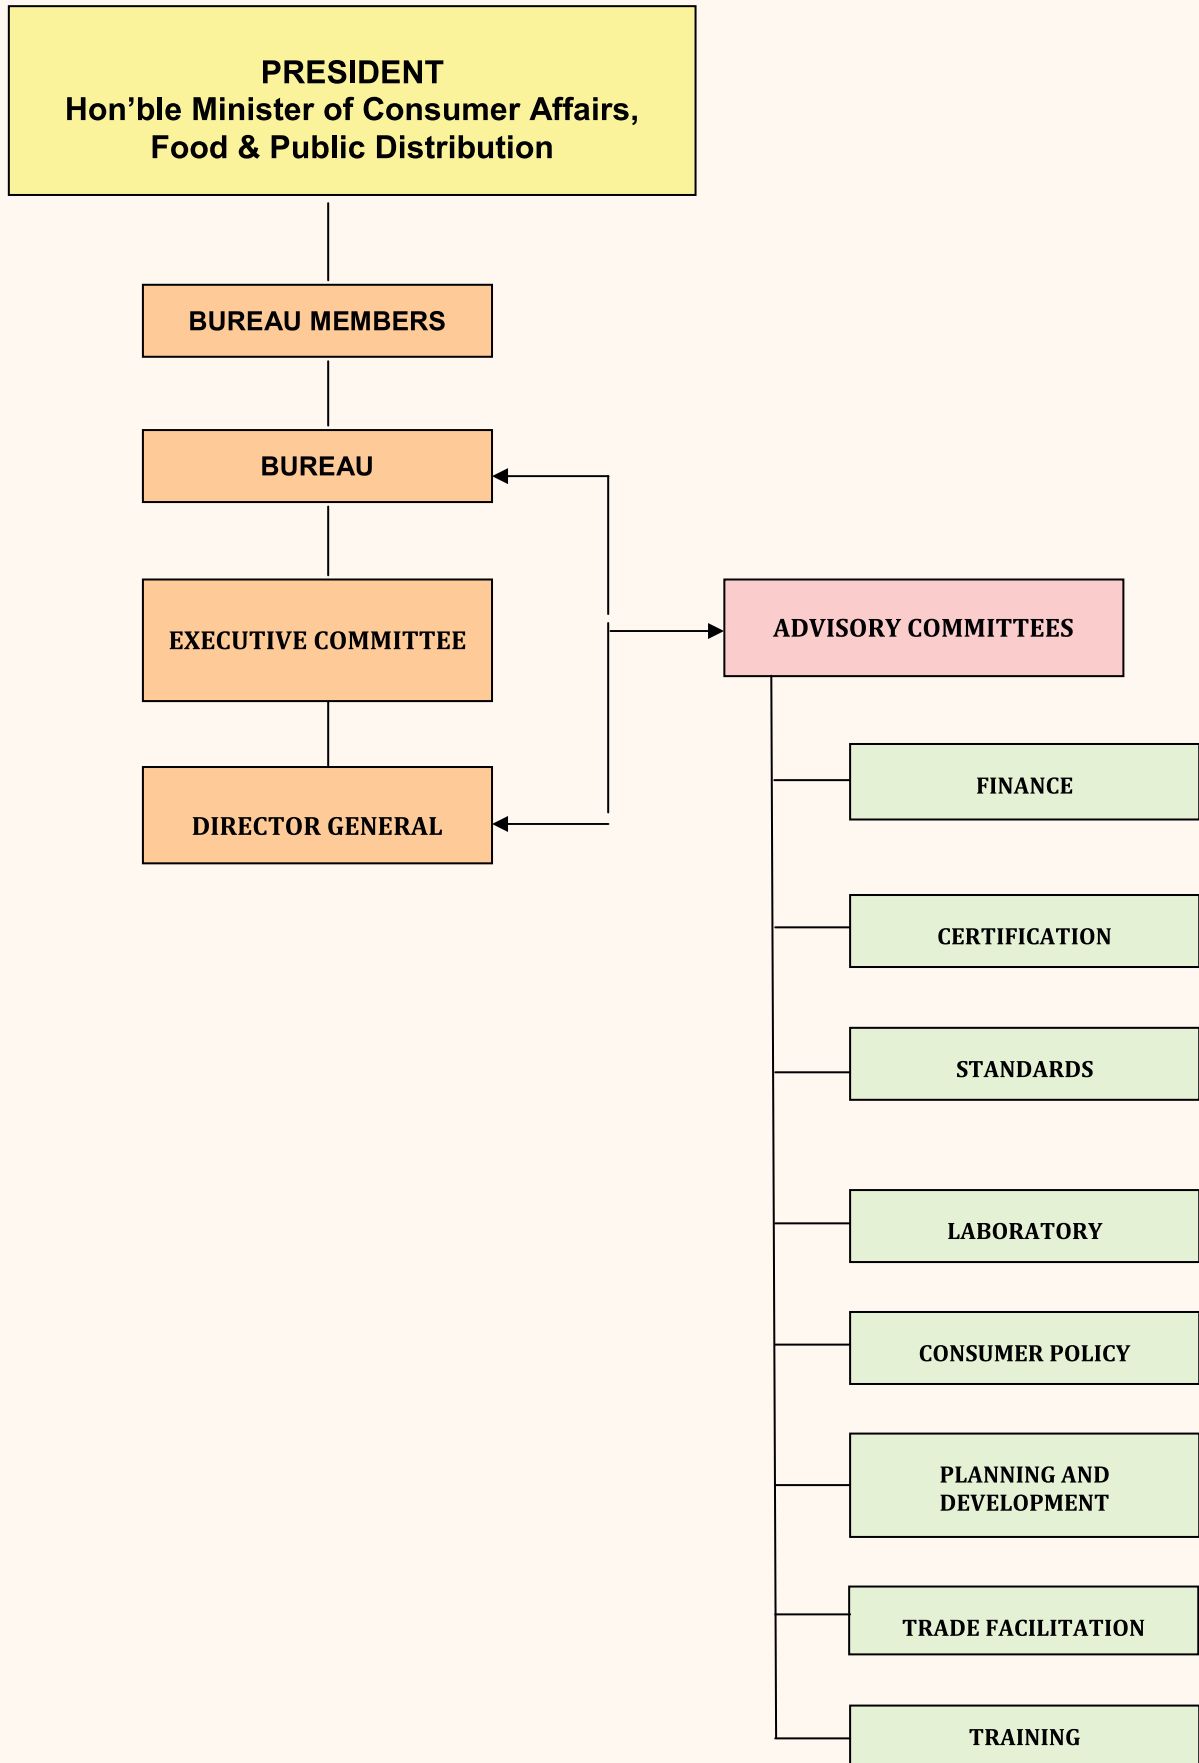 PRESIDENT
Hon’ble Minister of Consumer Affairs,
Food & Public Distribution
BUREAU MEMBERS
BUREAU
EXECUTIVE COMMITTEE
DIRECTOR GENERAL
ADVISORY COMMITTEES
FINANCE
CERTIFICATION
STANDARDS
LABORATORY
CONSUMER POLICY
PLANNING AND
DEVELOPMENT
TRADE FACILITATION
TRAINING